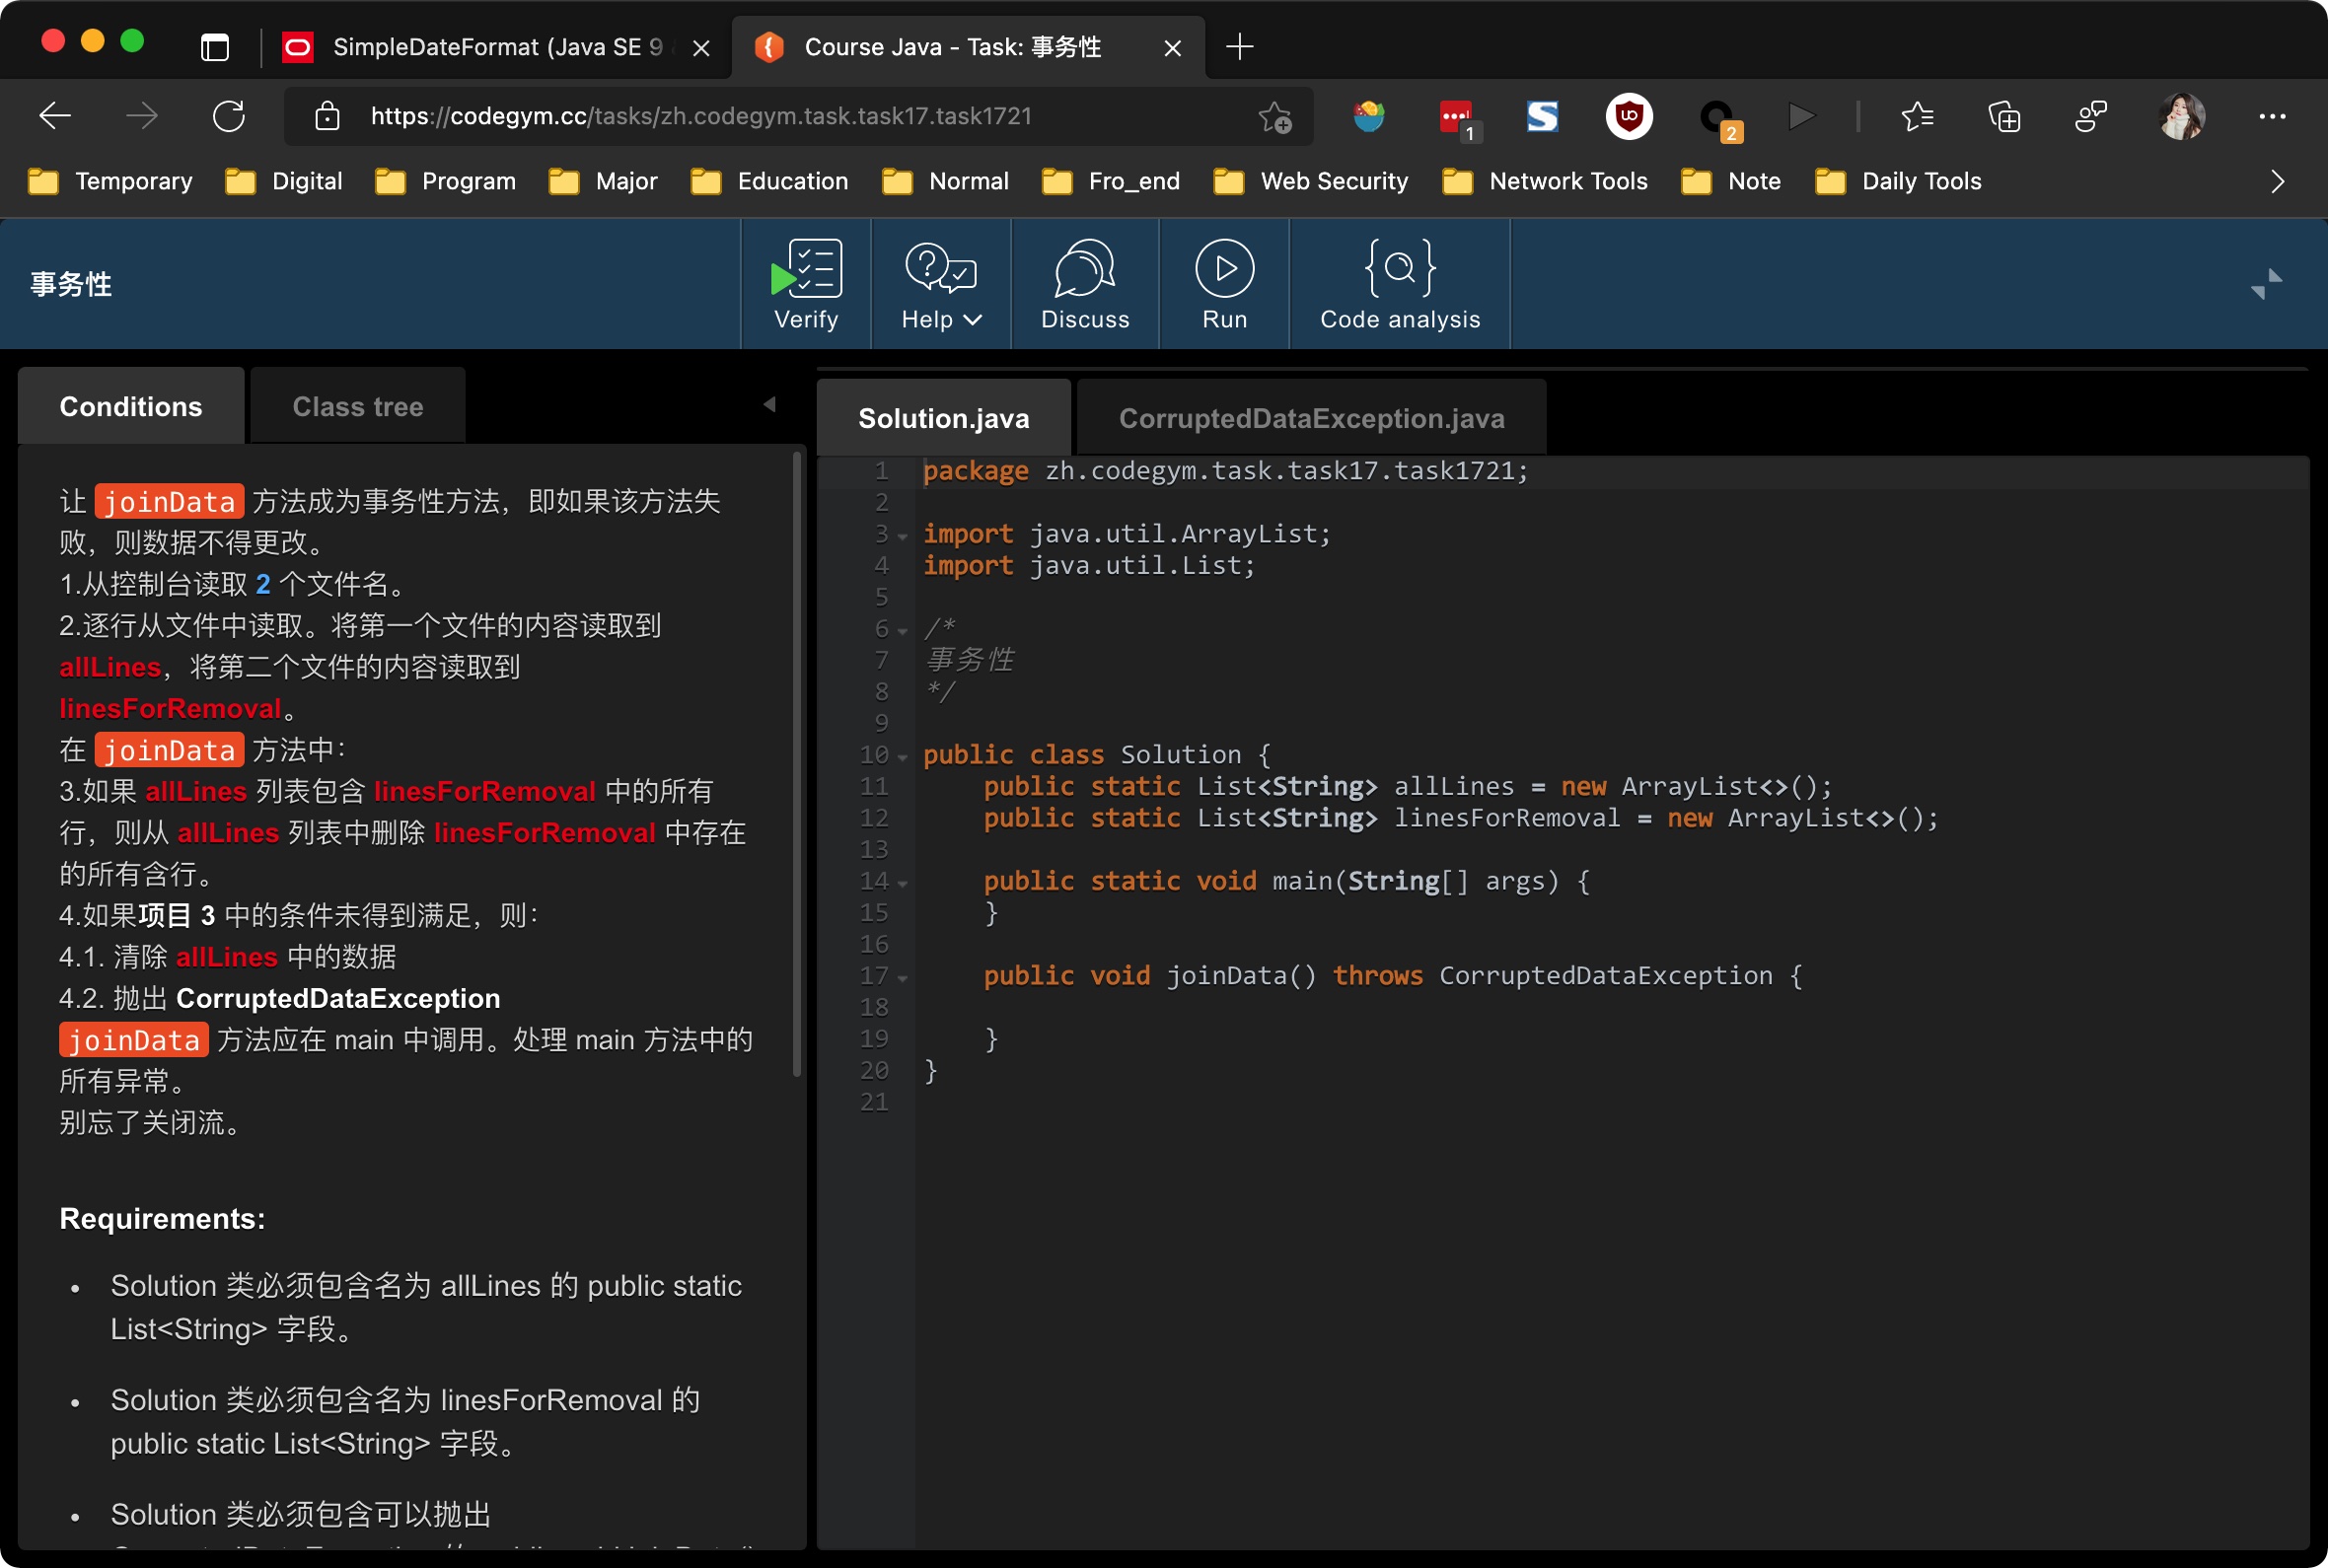 SimpleDateFormat (Java SE 9
Course Java - Task: 事务性
https://codegym.cc/tasks/zh.codegym.task.task17.task1721
1
2
Temporary
Digital
Program
Major
Education
Normal
Fro_end
Web Security
Network Tools
Note
Daily Tools
事务性
Verify
Help
Discuss
Run
Code analysis
Conditions
Class tree
让 joinData 方法成为事务性方法，即如果该方法失
败，则数据不得更改。
1.从控制台读取 2 个文件名。
2.逐行从文件中读取。将第一个文件的内容读取到
allLines，将第二个文件的内容读取到
linesForRemoval。
在 joinData 方法中：
3.如果 allLines 列表包含 linesForRemoval 中的所有
行，则从 allLines 列表中删除 linesForRemoval 中存在
的所有含行。
4.如果项目 3 中的条件未得到满足，则：
4.1. 清除 allLines 中的数据
4.2. 抛出 CorruptedDataException
joinData 方法应在 main 中调用。处理 main 方法中的
所有异常。
别忘了关闭流。
Requirements:
• Solution 类必须包含名为 allLines 的 public static
List<String> 字段。
• Solution 类必须包含名为 linesForRemoval 的
public static List<String> 字段。
• Solution 类必须包含可以抛出
Solution.java
CorruptedDataException.java
1 package zh.codegym.task.task17.task1721;
2
3 import java.util.ArrayList;
4 import java.util.List;
5
6 /*
7 事务性
8 */
9
10 public class Solution {
11     public static List<String> allLines = new ArrayList<>();
12     public static List<String> linesForRemoval = new ArrayList<>();
13
14     public static void main(String[] args) {
15     }
16
17     public void joinData() throws CorruptedDataException {
18
19     }
20 }
21